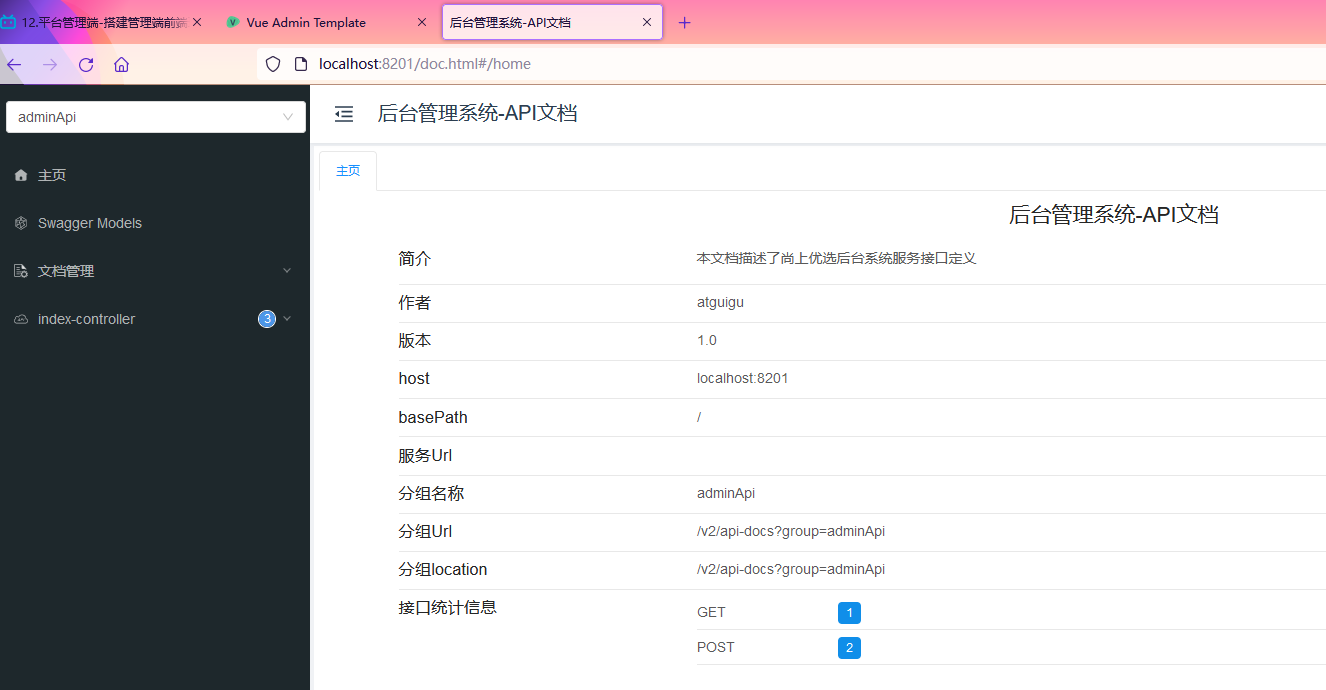 12.平台管理端-搭建管理端前端
Vue Admin Template
后台管理系统-API文档
localhost:8201/doc.html#/home
adminApi
后台管理系统-API文档
主页
Swagger Models
文档管理
index-controller
3
主页
后台管理系统-API文档
简介 本文档描述了尚上优选后台系统服务接口定义
作者 atguigu
版本 1.0
host localhost:8201
basePath /
服务Url
分组名称 adminApi
分组Url /v2/api-docs?group=adminApi
分组location /v2/api-docs?group=adminApi
接口统计信息 GET 1
POST 2